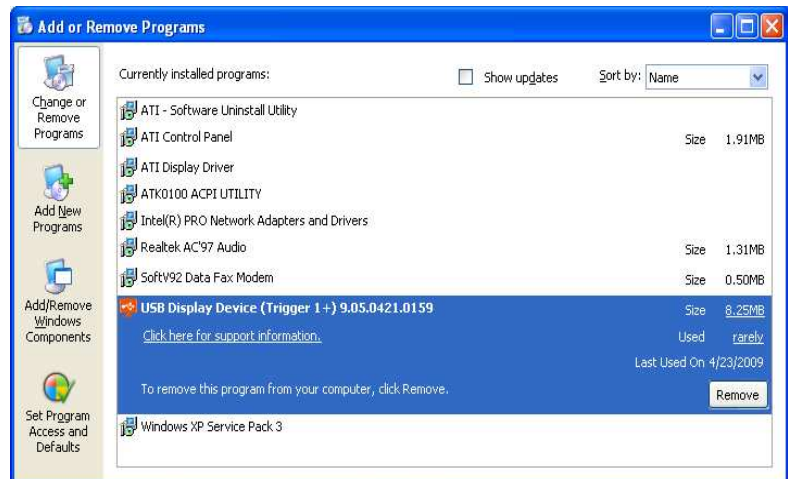 Add or Remove Programs
Currently installed programs:
Show updates
Sort by: Name
Change or
Remove
Programs
Add New
Programs
Add/Remove
Windows
Components
Set Program
Access and
Defaults
ATI - Software Uninstall Utility
ATI Control Panel Size 1.91MB
ATI Display Driver
ATK0100 ACPI UTILITY
Intel(R) PRO Network Adapters and Drivers
Realtek AC'97 Audio Size 1.31MB
SoftV92 Data Fax Modem Size 0.50MB
USB Display Device (Trigger 1+) 9.05.0421.0159 Size 8.25MB
Click here for support information. Used rarely
Last Used On 4/23/2009
To remove this program from your computer, click Remove. Remove
Windows XP Service Pack 3